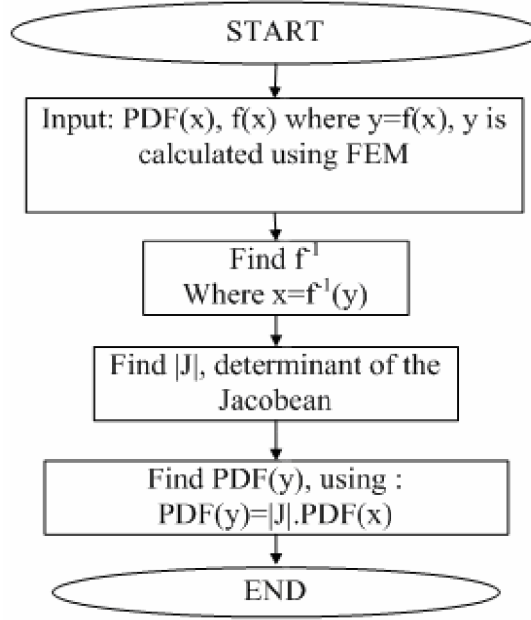 START
Input: PDF(x), f(x) where y=f(x), y is
calculated using FEM
Find f⁻¹
Where x=f⁻¹(y)
Find |J|, determinant of the
Jacobean
Find PDF(y), using :
PDF(y)=|J|.PDF(x)
END